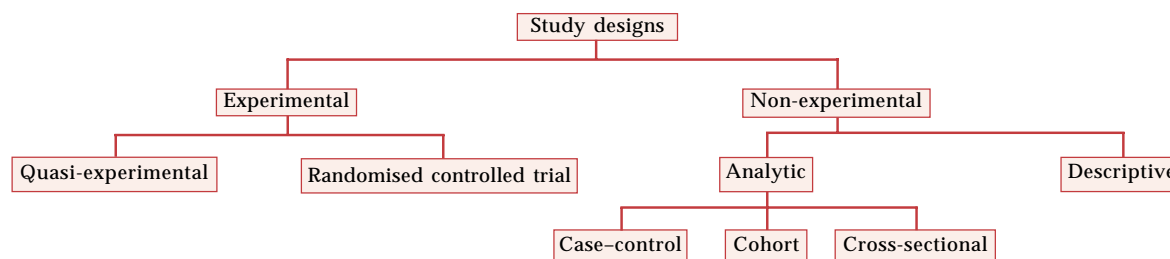 Study designs
Experimental
Non-experimental
Quasi-experimental
Randomised controlled trial
Analytic
Descriptive
Case–control
Cohort
Cross-sectional